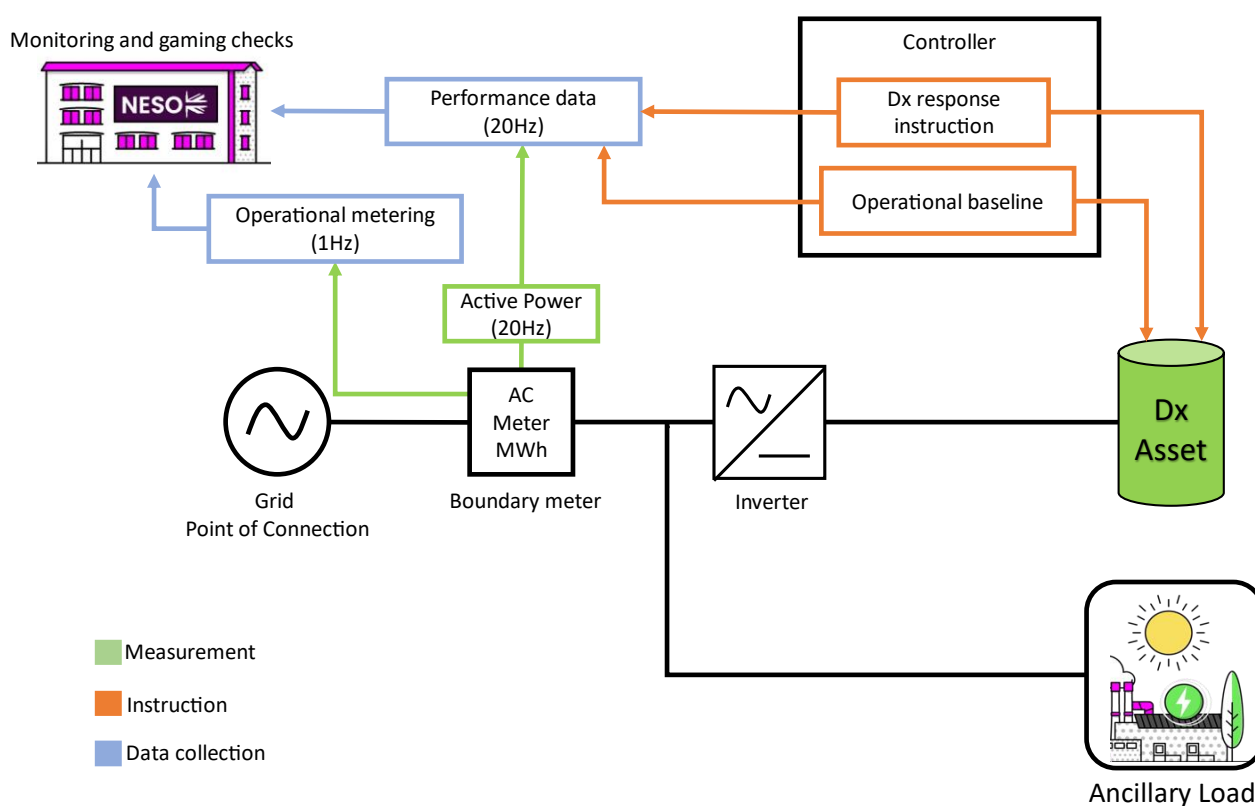 Monitoring and gaming checks
NESO
Performance data
(20Hz)
Controller
Dx response
instruction
Operational baseline
Operational metering
(1Hz)
Active Power
(20Hz)
AC
Meter
MWh
Dx
Asset
Grid
Point of Connection
Boundary meter
Inverter
Measurement
Instruction
Data collection
Ancillary Load